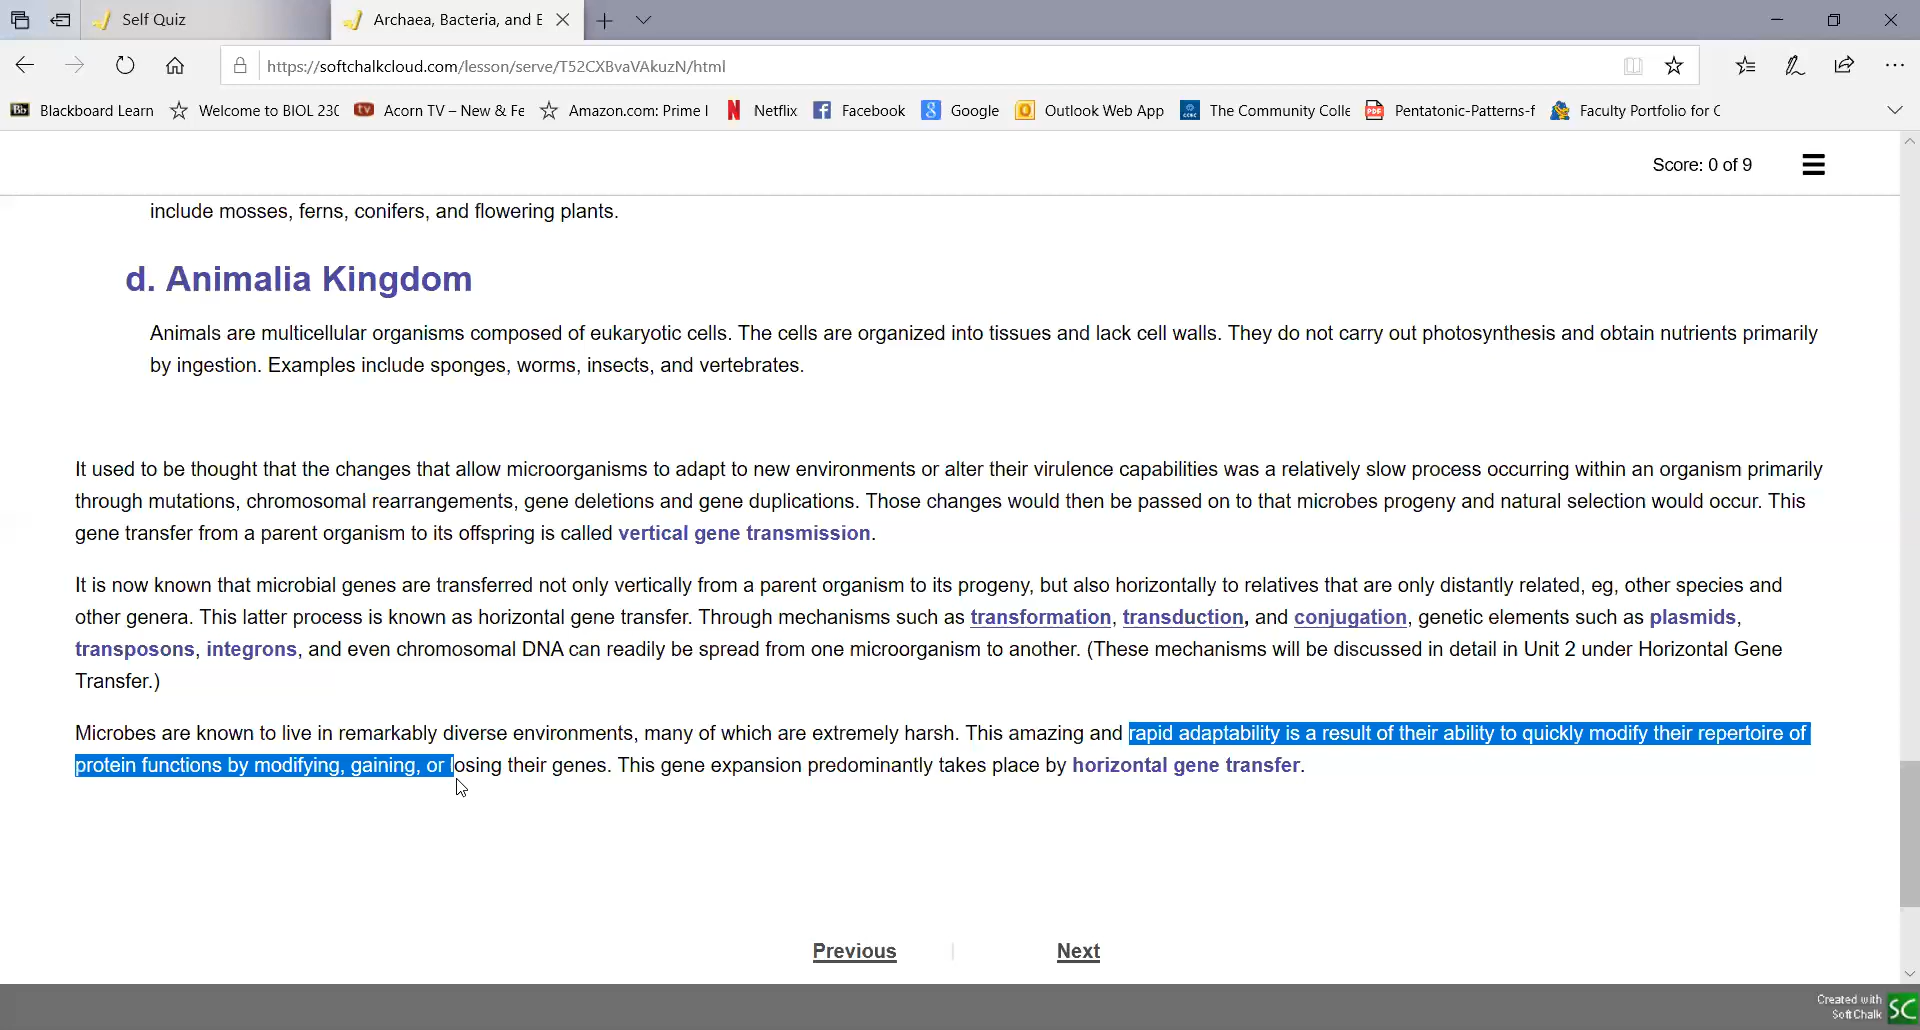 Self Quiz
Archaea, Bacteria, and E
https://softchalkcloud.com/lesson/serve/T52CXBvaVAkuzN/html
Bb Blackboard Learn Welcome to BIOL 230 tv Acorn TV – New & Fe Amazon.com: Prime I N Netflix f Facebook 8 Google Outlook Web App The Community Colle PDF Pentatonic-Patterns-f Faculty Portfolio for C
Score: 0 of 9
include mosses, ferns, conifers, and flowering plants.
d. Animalia Kingdom
Animals are multicellular organisms composed of eukaryotic cells. The cells are organized into tissues and lack cell walls. They do not carry out photosynthesis and obtain nutrients primarily
by ingestion. Examples include sponges, worms, insects, and vertebrates.
It used to be thought that the changes that allow microorganisms to adapt to new environments or alter their virulence capabilities was a relatively slow process occurring within an organism primarily
through mutations, chromosomal rearrangements, gene deletions and gene duplications. Those changes would then be passed on to that microbes progeny and natural selection would occur. This
gene transfer from a parent organism to its offspring is called vertical gene transmission.
It is now known that microbial genes are transferred not only vertically from a parent organism to its progeny, but also horizontally to relatives that are only distantly related, eg, other species and
other genera. This latter process is known as horizontal gene transfer. Through mechanisms such as transformation, transduction, and conjugation, genetic elements such as plasmids,
transposons, integrons, and even chromosomal DNA can readily be spread from one microorganism to another. (These mechanisms will be discussed in detail in Unit 2 under Horizontal Gene
Transfer.)
Microbes are known to live in remarkably diverse environments, many of which are extremely harsh. This amazing and rapid adaptability is a result of their ability to quickly modify their repertoire of
protein functions by modifying, gaining, or losing their genes. This gene expansion predominantly takes place by horizontal gene transfer.
Previous
Next
Created with
SoftChalk
SC